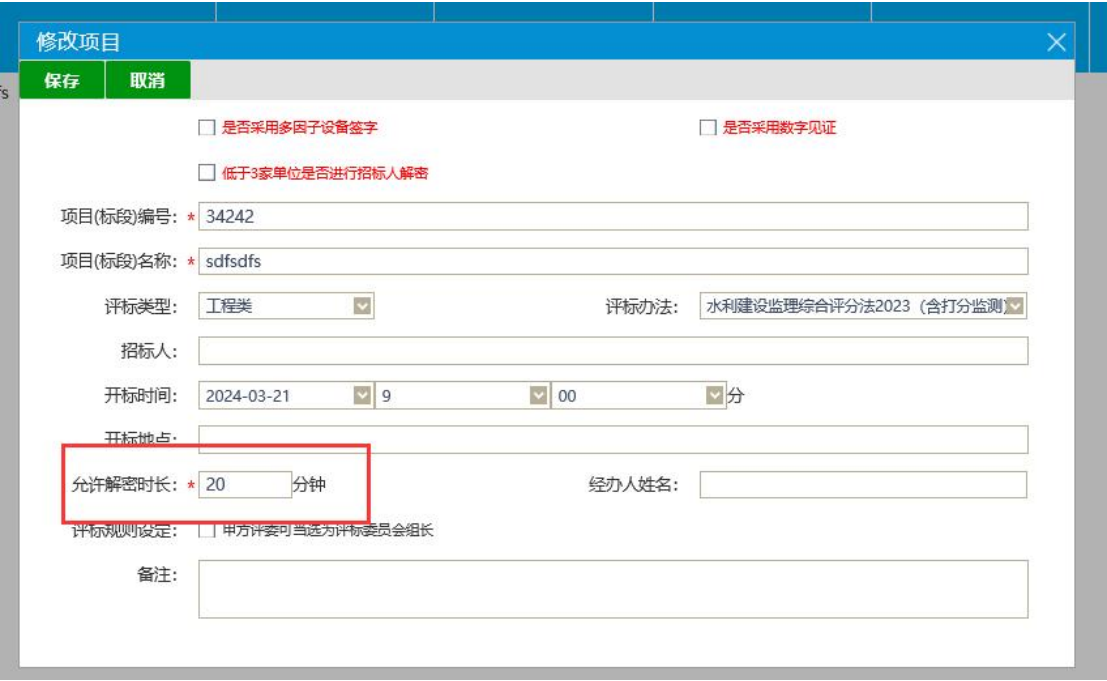 修改项目
保存 取消
fs
是否采用多因子设备签字 是否采用数字见证
低于3家单位是否进行招标人解密
项目(标段)编号: * 34242
项目(标段)名称: * sdfsdfs
评标类型: 工程类 评标办法: 水利建设监理综合评分法2023（含打分监测）
招标人:
开标时间: 2024-03-21 9 00 分
开标地点:
允许解密时长: * 20 分钟 经办人姓名:
评标规则设定: 甲方评委可当选为评标委员会组长
备注: